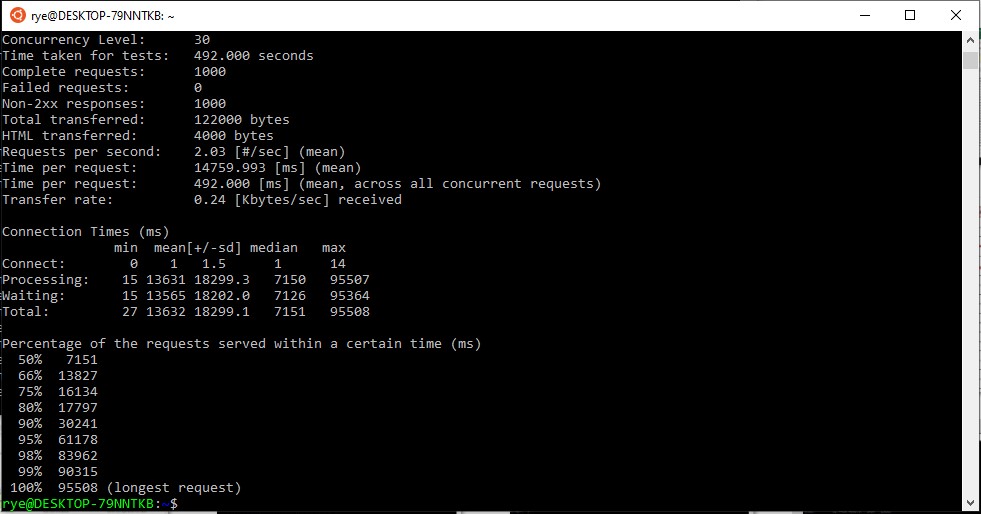 rye@DESKTOP-79NNTKB: ~
Concurrency Level:      30
Time taken for tests:   492.000 seconds
Complete requests:      1000
Failed requests:        0
Non-2xx responses:      1000
Total transferred:      122000 bytes
HTML transferred:       4000 bytes
Requests per second:    2.03 [#/sec] (mean)
Time per request:       14759.993 [ms] (mean)
Time per request:       492.000 [ms] (mean, across all concurrent requests)
Transfer rate:          0.24 [Kbytes/sec] received
Connection Times (ms)
              min  mean[+/-sd] median   max
Connect:        0    1   1.5      1      14
Processing:    15 13631 18299.3   7150   95507
Waiting:       15 13565 18202.0   7126   95364
Total:         27 13632 18299.1   7151   95508
Percentage of the requests served within a certain time (ms)
  50%   7151
  66%  13827
  75%  16134
  80%  17797
  90%  30241
  95%  61178
  98%  83962
  99%  90315
 100%  95508 (longest request)
rye@DESKTOP-79NNTKB:~$